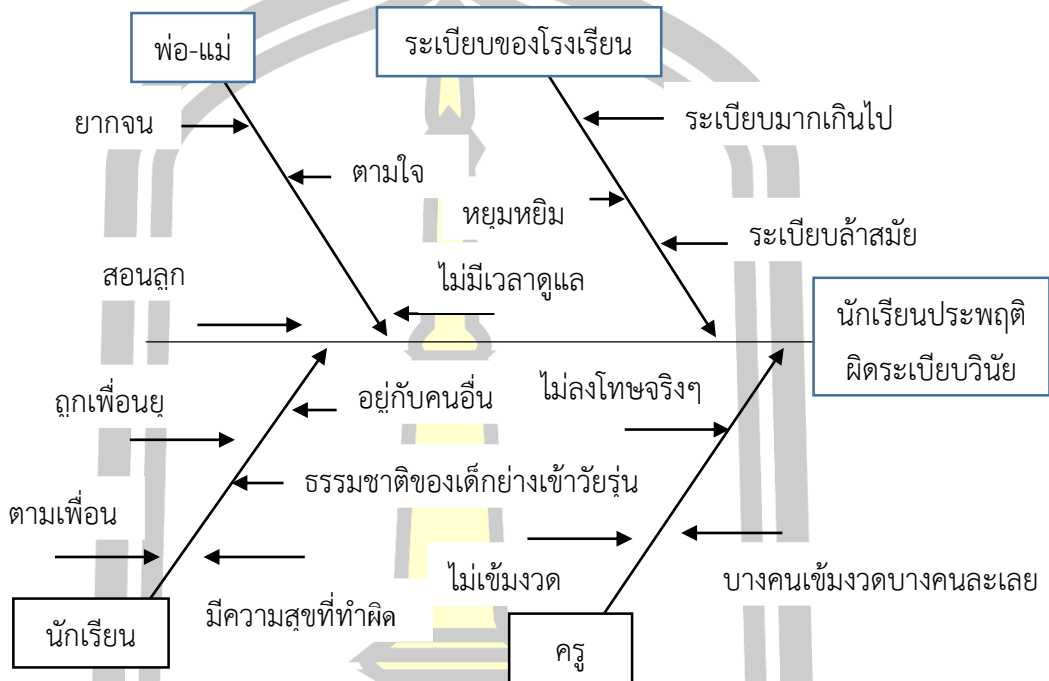 พ่อ-แม่
ระเบียบของโรงเรียน
ยากจน
ระเบียบมากเกินไป
ตามใจ
หยุมหยิม
ระเบียบล้าสมัย
สอนลูก
ไม่มีเวลาดูแล
นักเรียนประพฤติ
ผิดระเบียบวินัย
ถูกเพื่อนยุ
อยู่กับคนอื่น
ไม่ลงโทษจริงๆ
ธรรมชาติของเด็กย่างเข้าวัยรุ่น
ตามเพื่อน
ไม่เข้มงวด
บางคนเข้มงวดบางคนละเลย
มีความสุขที่ทำผิด
นักเรียน
ครู